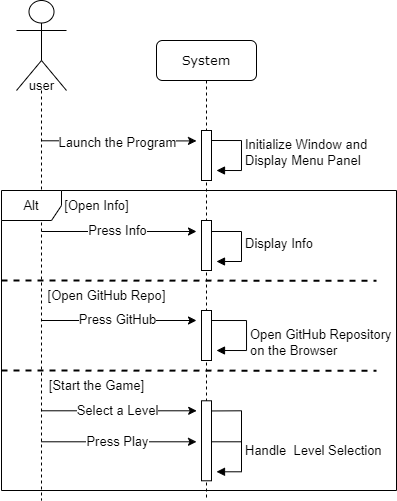 user
System
Launch the Program
Initialize Window and
Display Menu Panel
Alt
[Open Info]
Press Info
Display Info
[Open GitHub Repo]
Press GitHub
Open GitHub Repository
on the Browser
[Start the Game]
Select a Level
Press Play
Handle Level Selection